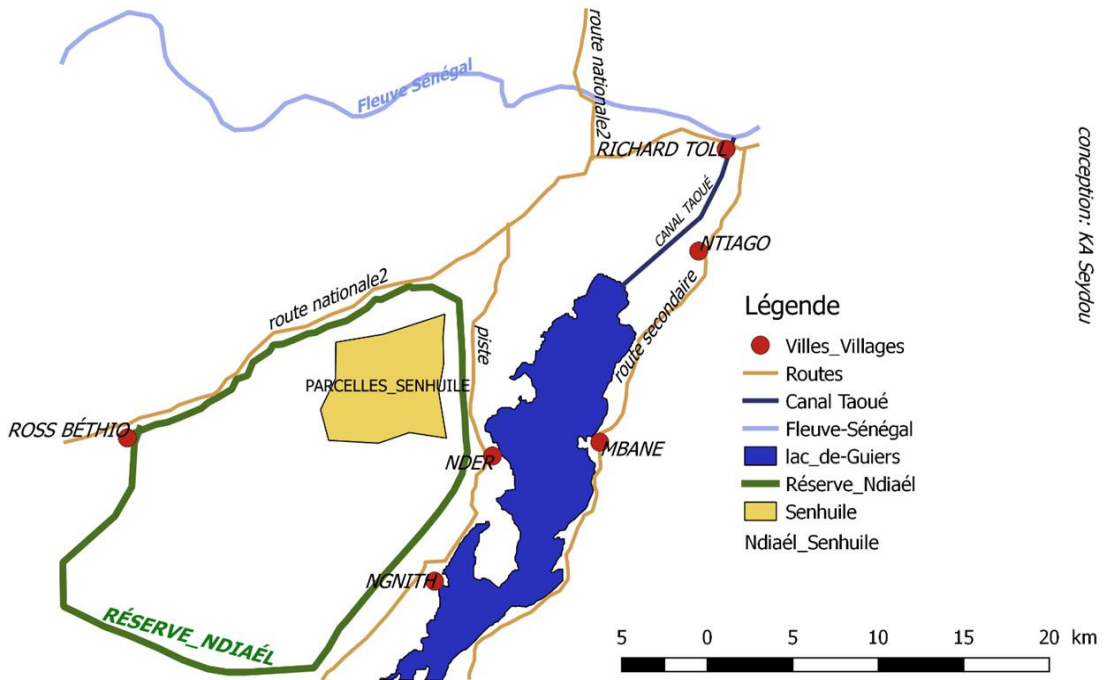 route nationale2
Fleuve Sénégal
RICHARD TOLL
CANAL TAOUÉ
NTIAGO
conception: KA Seydou
route nationale2
route secondaire
piste
PARCELLES_SENHUILE
ROSS BÉTHIO
NDER
MBANE
NGNITH
RÉSERVE_NDIAÉL
Légende
Villes_Villages
Routes
Canal Taoué
Fleuve-Sénégal
lac_de-Guiers
Réserve_Ndiaél
Senhuile
Ndiaél_Senhuile
5 0 5 10 15 20 km